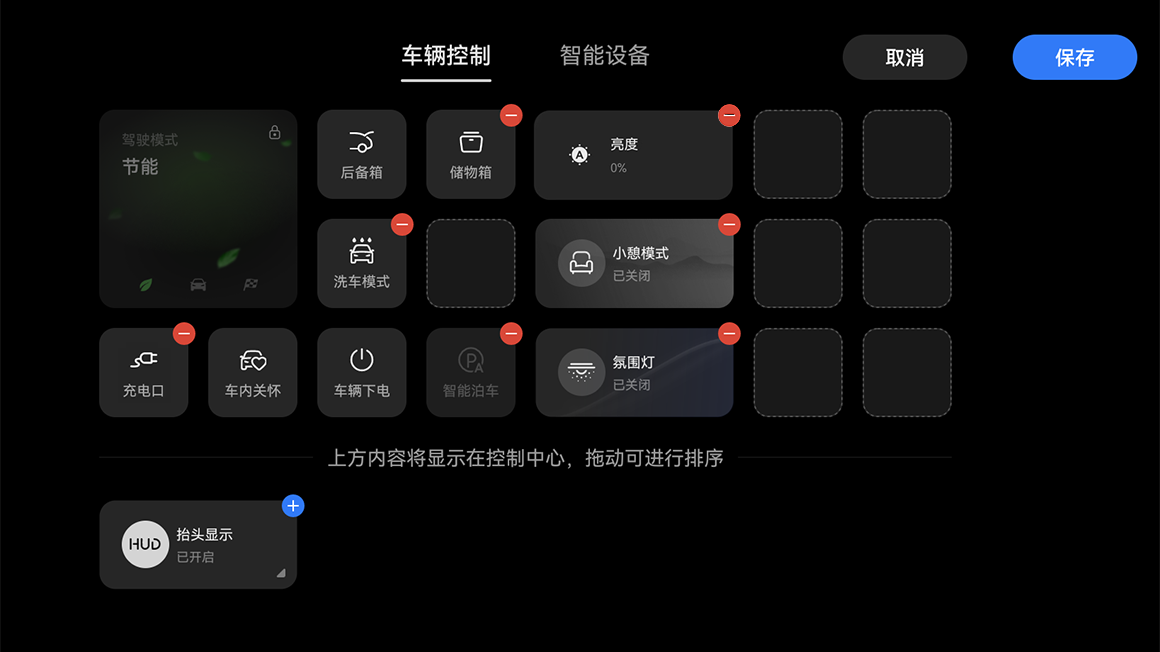 车辆控制
智能设备
取消
保存
驾驶模式
节能
后备箱
储物箱
A
亮度
0%
洗车模式
小憩模式
已关闭
充电口
车内关怀
车辆下电
PA
智能泊车
氛围灯
已关闭
上方内容将显示在控制中心，拖动可进行排序
HUD
抬头显示
已开启